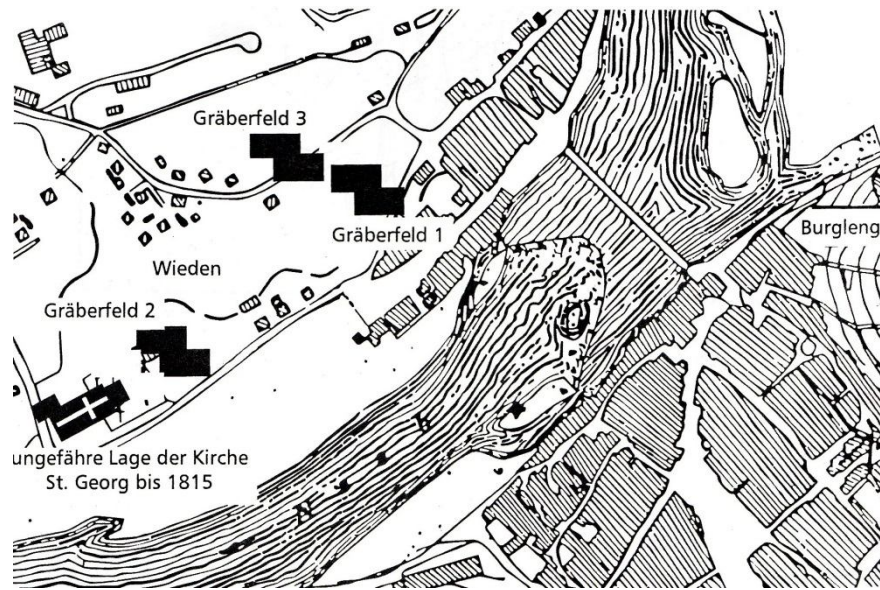 Gräberfeld 3
Gräberfeld 1
Burgleng
Wieden
Gräberfeld 2
ungefähre Lage der Kirche
St. Georg bis 1815